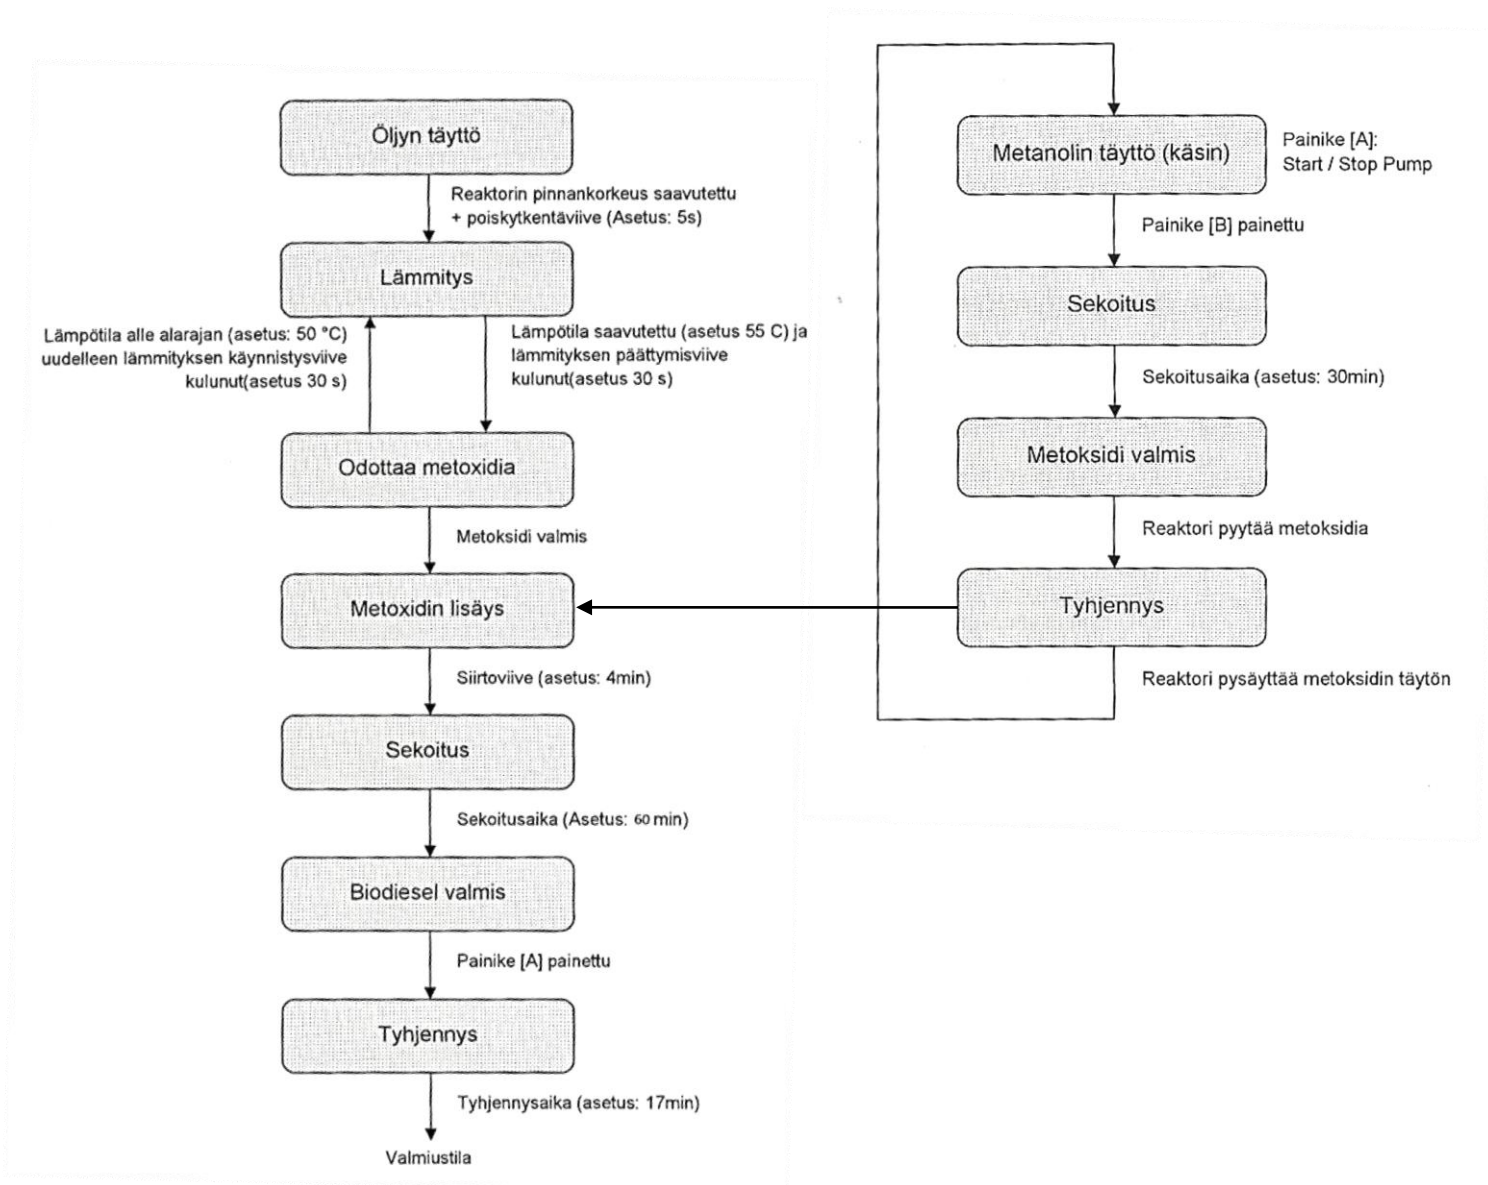 Öljyn täyttö
Reaktorin pinnankorkeus saavutettu
+ poiskytkentäviive (Asetus: 5s)
Lämmitys
Lämpötila alle alarajan (asetus: 50 °C)
uudelleen lämmityksen käynnistysviive
kulunut(asetus 30 s)
Lämpötila saavutettu (asetus 55 C) ja
lämmityksen päättymisviive
kulunut(asetus 30 s)
Odottaa metoxidia
Metoksidi valmis
Metoxidin lisäys
Siirtoviive (asetus: 4min)
Sekoitus
Sekoitusaika (Asetus: 60 min)
Biodiesel valmis
Painike [A] painettu
Tyhjennys
Tyhjennysaika (asetus: 17min)
Valmiustila
Metanolin täyttö (käsin)
Painike [A]:
Start / Stop Pump
Painike [B] painettu
Sekoitus
Sekoitusaika (asetus: 30min)
Metoksidi valmis
Reaktori pyytää metoksidia
Tyhjennys
Reaktori pysäyttää metoksidin täytön